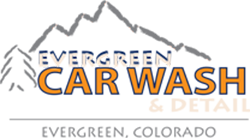 EVERGREEN
CAR WASH
& DETAIL
EVERGREEN, COLORADO